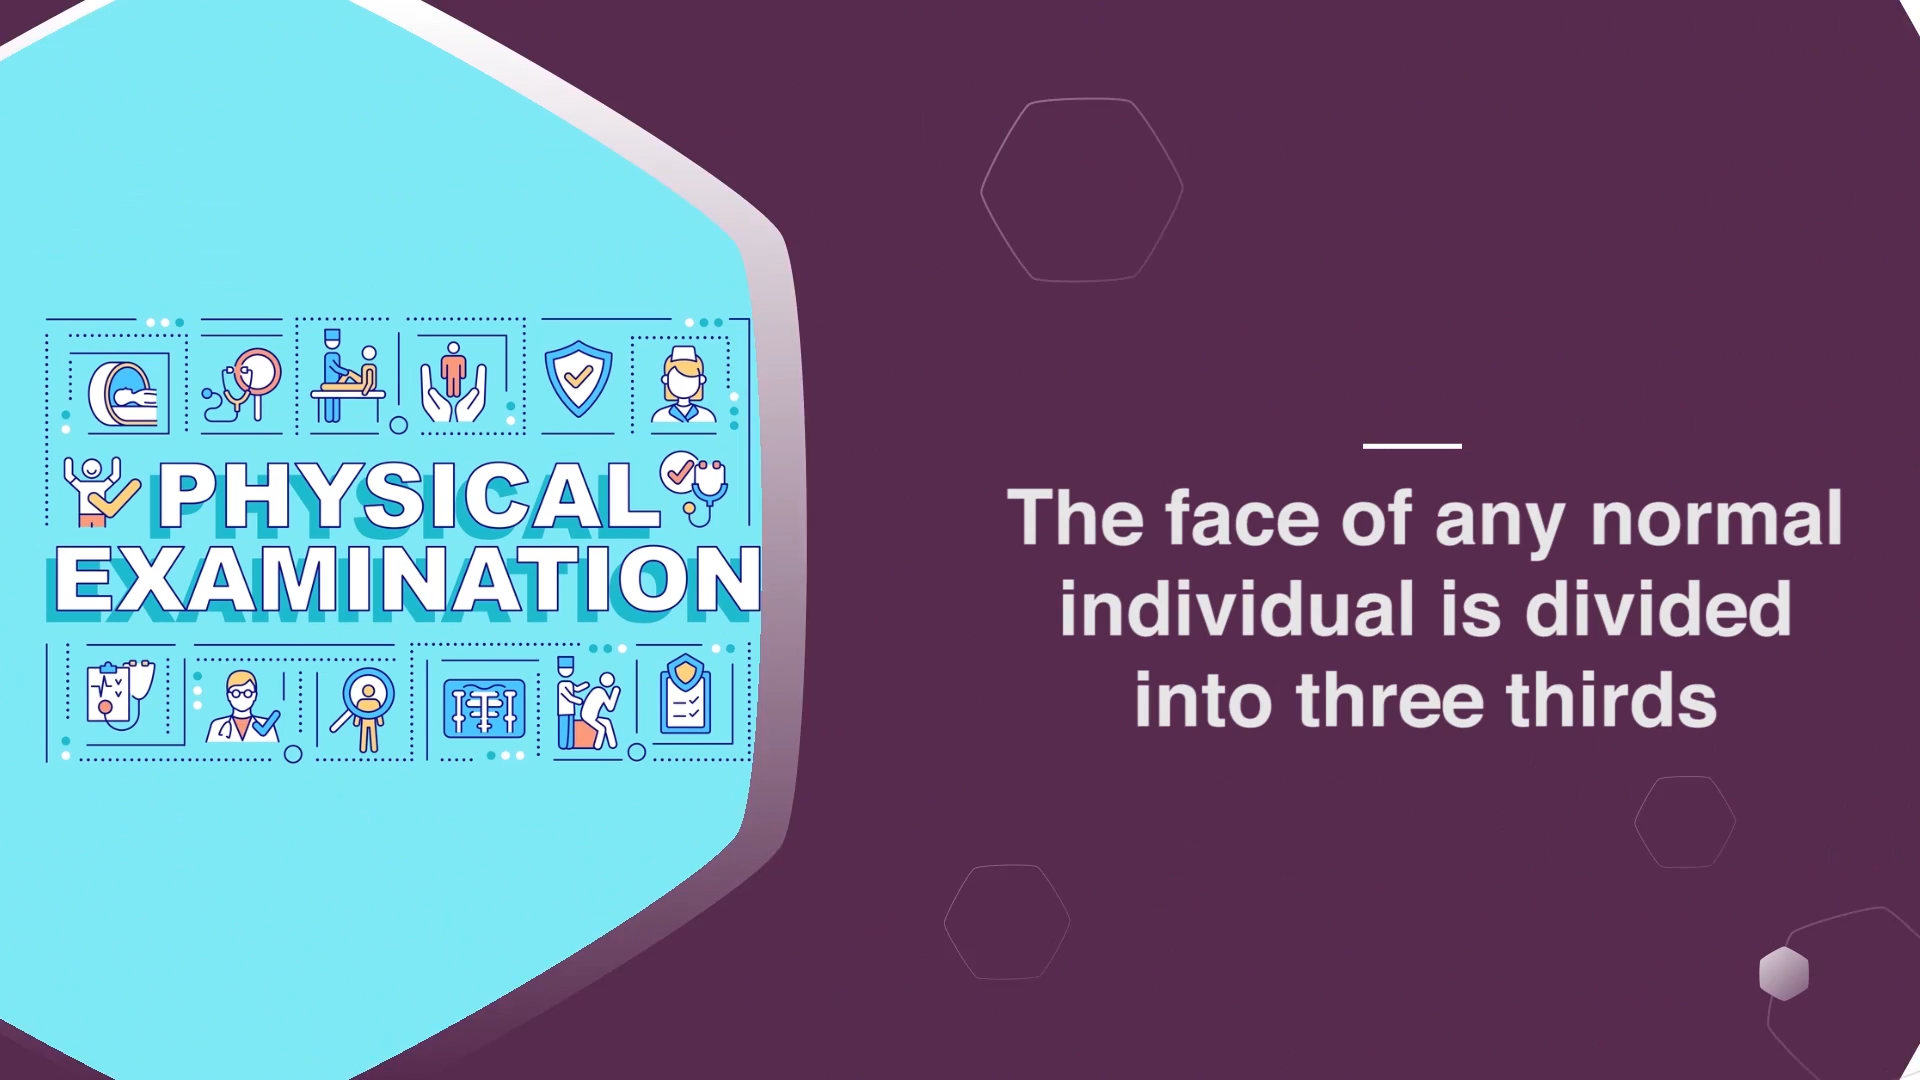 PHYSICAL
EXAMINATION
The face of any normal
individual is divided
into three thirds